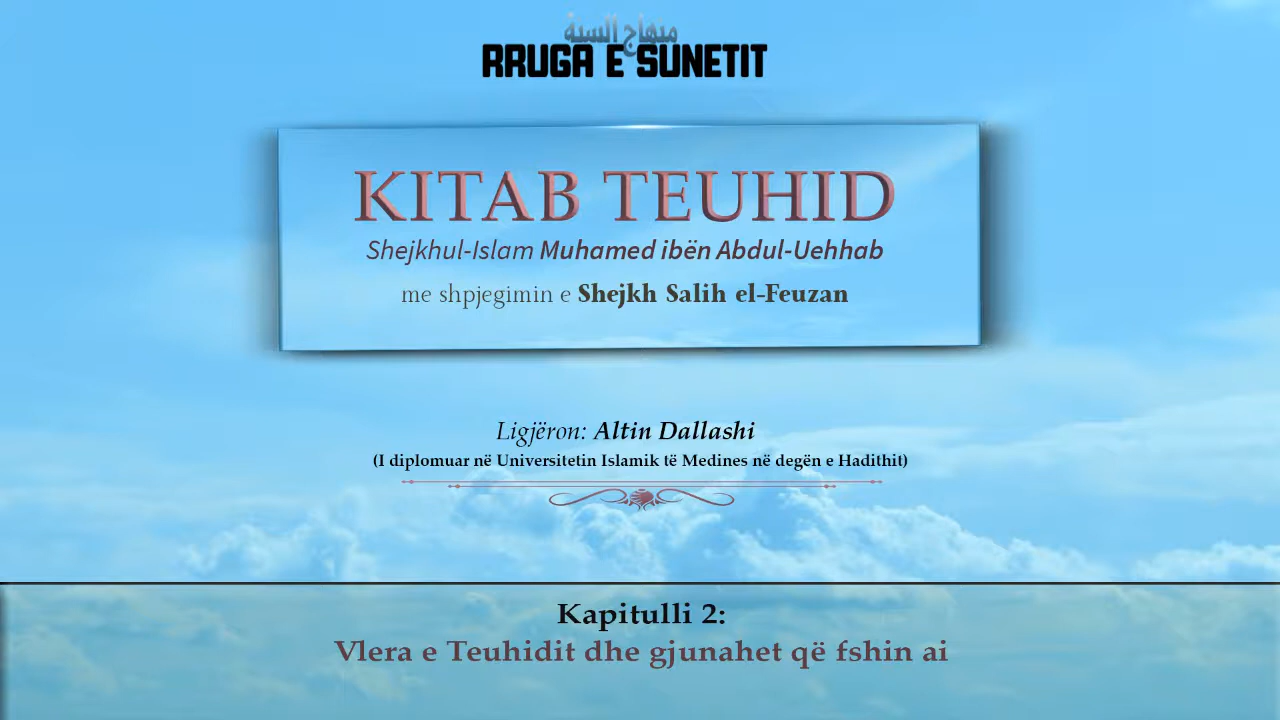 منهاج السنة
RRUGA E SUNETIT
KITAB TEUHID
Shejkhul-Islam Muhamed ibën Abdul-Uehhab
me shpjegimin e Shejkh Salih el-Feuzan
Ligjëron: Altin Dallashi
(I diplomuar në Universitetin Islamik të Medines në degën e Hadithit)
Kapitulli 2:
Vlera e Teuhidit dhe gjunahet që fshin ai